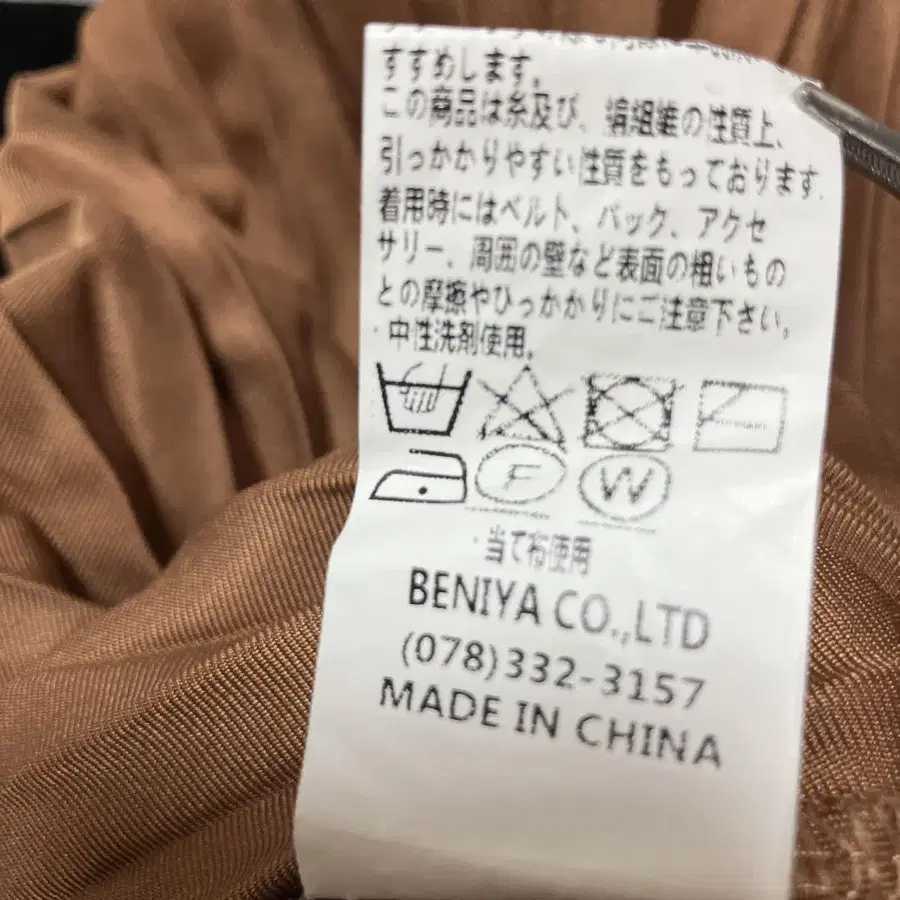 すすめします。
この商品は糸及び、編組織の性質上、
引っかかりやすい性質をもっております.
着用時にはベルト、バック、アクセ
サリー、周囲の壁など表面の粗いもの
との摩擦やひっかかりにご注意下さい。
・中性洗剤使用。
F W
・当て布使用
BENIYA CO.,LTD
(078)332-3157
MADE IN CHINA